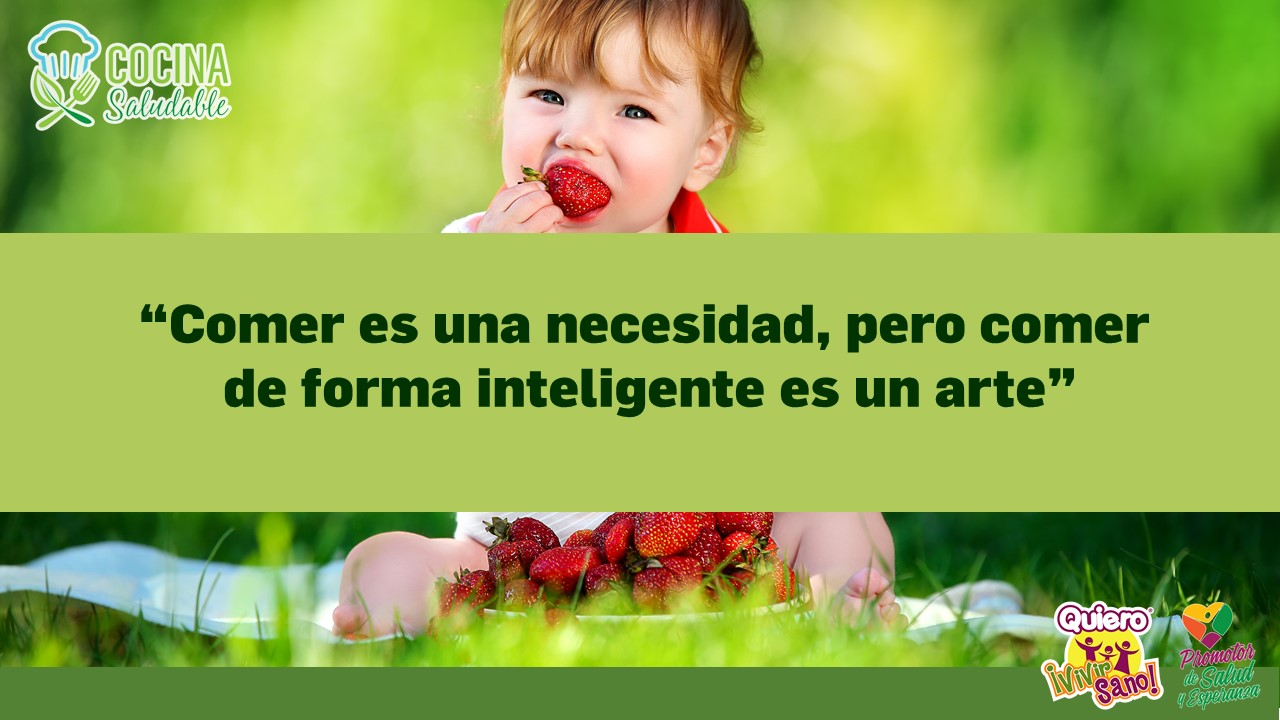 COCINA
Saludable
“Comer es una necesidad, pero comer
de forma inteligente es un arte”
Quiero
¡Vivir
Sano!
Promotor
de Salud
y Esperanza